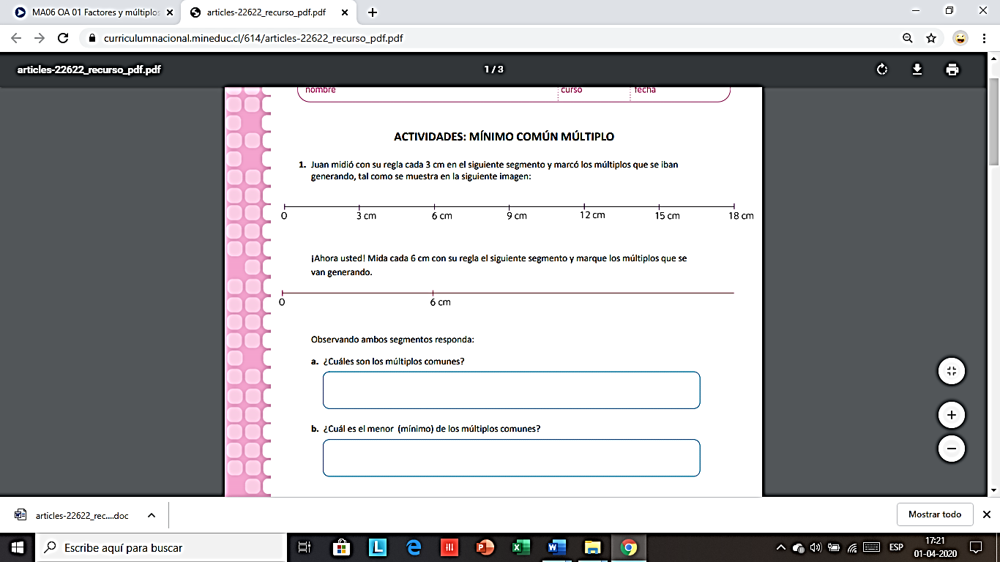 MA06 OA 01 Factores y múltiplos
articles-22622_recurso_pdf.pdf
curriculumnacional.mineduc.cl/614/articles-22622_recurso_pdf.pdf
articles-22622_recurso_pdf.pdf
1 / 3
nombre
curso
fecha
ACTIVIDADES: MÍNIMO COMÚN MÚLTIPLO
1. Juan midió con su regla cada 3 cm en el siguiente segmento y marcó los múltiplos que se iban
generando, tal como se muestra en la siguiente imagen:
0 3 cm 6 cm 9 cm 12 cm 15 cm 18 cm
¡Ahora usted! Mida cada 6 cm con su regla el siguiente segmento y marque los múltiplos que se
van generando.
0 6 cm
Observando ambos segmentos responda:
a. ¿Cuáles son los múltiplos comunes?
b. ¿Cuál es el menor (mínimo) de los múltiplos comunes?
articles-22622_rec....doc
Mostrar todo
Escribe aquí para buscar
ESP
17:21
01-04-2020